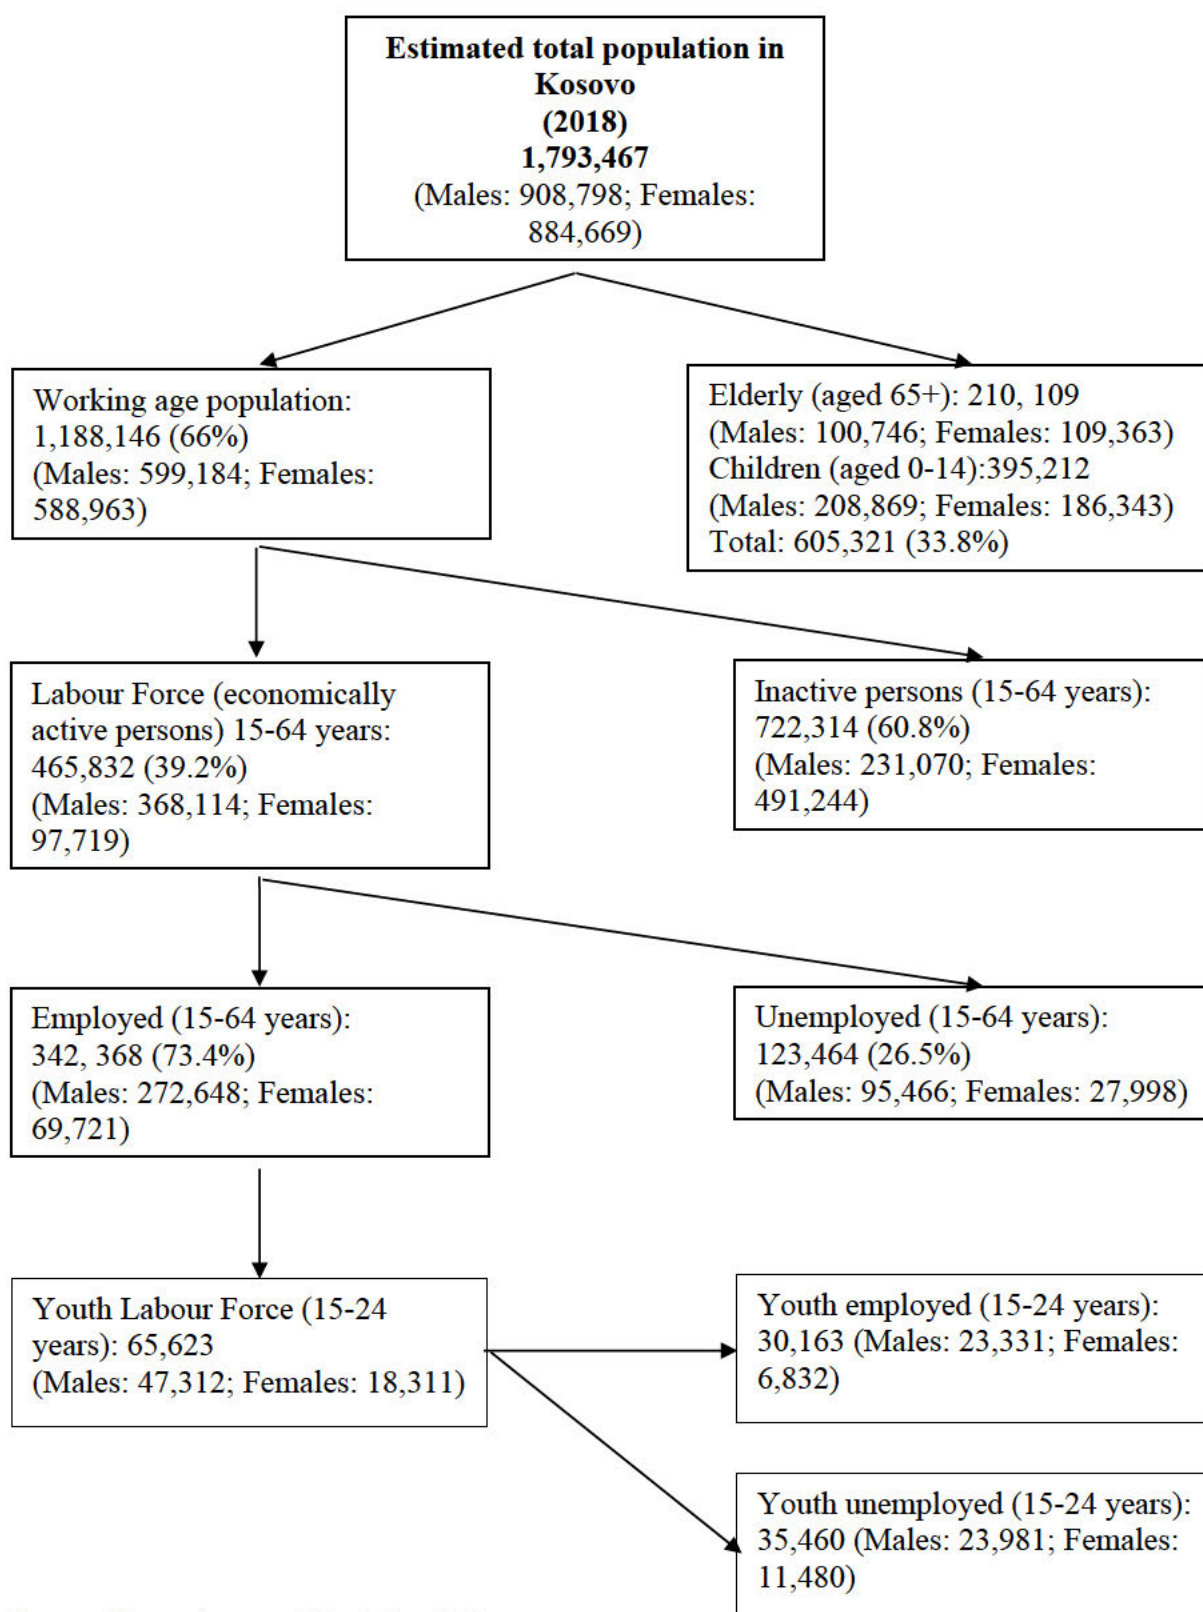 Estimated total population in
Kosovo
(2018)
1,793,467
(Males: 908,798; Females:
884,669)
Working age population:
1,188,146 (66%)
(Males: 599,184; Females:
588,963)
Elderly (aged 65+): 210, 109
(Males: 100,746; Females: 109,363)
Children (aged 0-14):395,212
(Males: 208,869; Females: 186,343)
Total: 605,321 (33.8%)
Labour Force (economically
active persons) 15-64 years:
465,832 (39.2%)
(Males: 368,114; Females:
97,719)
Inactive persons (15-64 years):
722,314 (60.8%)
(Males: 231,070; Females:
491,244)
Employed (15-64 years):
342, 368 (73.4%)
(Males: 272,648; Females:
69,721)
Unemployed (15-64 years):
123,464 (26.5%)
(Males: 95,466; Females: 27,998)
Youth Labour Force (15-24
years): 65,623
(Males: 47,312; Females: 18,311)
Youth employed (15-24 years):
30,163 (Males: 23,331; Females:
6,832)
Youth unemployed (15-24 years):
35,460 (Males: 23,981; Females:
11,480)